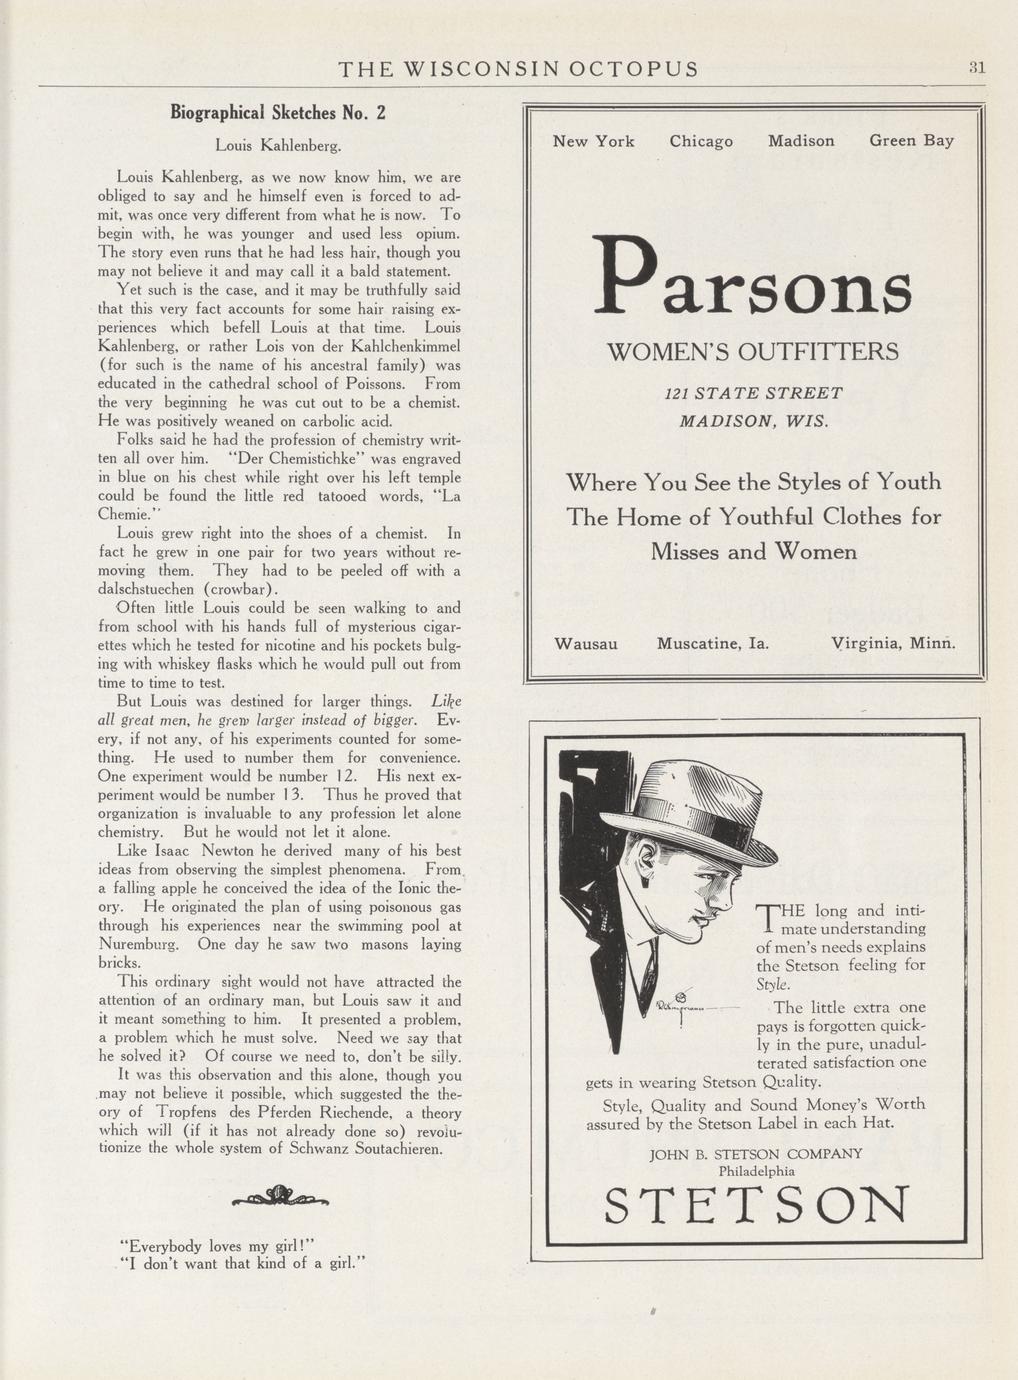 THE WISCONSIN OCTOPUS
31
Biographical Sketches No. 2
Louis Kahlenberg.
Louis Kahlenberg, as we now know him, we are
obliged to say and he himself even is forced to ad-
mit, was once very different from what he is now. To
begin with, he was younger and used less opium.
The story even runs that he had less hair, though you
may not believe it and may call it a bald statement.
Yet such is the case, and it may be truthfully said
that this very fact accounts for some hair raising ex-
periences which befell Louis at that time. Louis
Kahlenberg, or rather Lois von der Kahlchenkimmel
(for such is the name of his ancestral family) was
educated in the cathedral school of Poissons. From
the very beginning he was cut out to be a chemist.
He was positively weaned on carbolic acid.
Folks said he had the profession of chemistry writ-
ten all over him. "Der Chemistichke" was engraved
in blue on his chest while right over his left temple
could be found the little red tatooed words, "La
Chemie."
Louis grew right into the shoes of a chemist. In
fact he grew in one pair for two years without re-
moving them. They had to be peeled off with a
dalschstuechen (crowbar).
Often little Louis could be seen walking to and
from school with his hands full of mysterious cigar-
ettes which he tested for nicotine and his pockets bulg-
ing with whiskey flasks which he would pull out from
time to time to test.
But Louis was destined for larger things. Like
all great men, he grew larger instead of bigger. Ev-
ery, if not any, of his experiments counted for some-
thing. He used to number them for convenience.
One experiment would be number 12. His next ex-
periment would be number 13. Thus he proved that
organization is invaluable to any profession let alone
chemistry. But he would not let it alone.
Like Isaac Newton he derived many of his best
ideas from observing the simplest phenomena. From
a falling apple he conceived the idea of the Ionic the-
ory. He originated the plan of using poisonous gas
through his experiences near the swimming pool at
Nuremburg. One day he saw two masons laying
bricks.
This ordinary sight would not have attracted the
attention of an ordinary man, but Louis saw it and
it meant something to him. It presented a problem,
a problem which he must solve. Need we say that
he solved it? Of course we need to, don't be silly.
It was this observation and this alone, though you
may not believe it possible, which suggested the the-
ory of Tropfens des Pferden Riechende, a theory
which will (if it has not already done so) revolu-
tionize the whole system of Schwanz Soutachieren.
"Everybody loves my girl!"
"I don't want that kind of a girl."
New York Chicago Madison Green Bay
Parsons
WOMEN'S OUTFITTERS
121 STATE STREET
MADISON, WIS.
Where You See the Styles of Youth
The Home of Youthful Clothes for
Misses and Women
Wausau Muscatine, Ia. Virginia, Minn.
THE long and inti-
mate understanding
of men's needs explains
the Stetson feeling for
Style.
The little extra one
pays is forgotten quick-
ly in the pure, unadul-
terated satisfaction one
gets in wearing Stetson Quality.
Style, Quality and Sound Money's Worth
assured by the Stetson Label in each Hat.
JOHN B. STETSON COMPANY
Philadelphia
STETSON